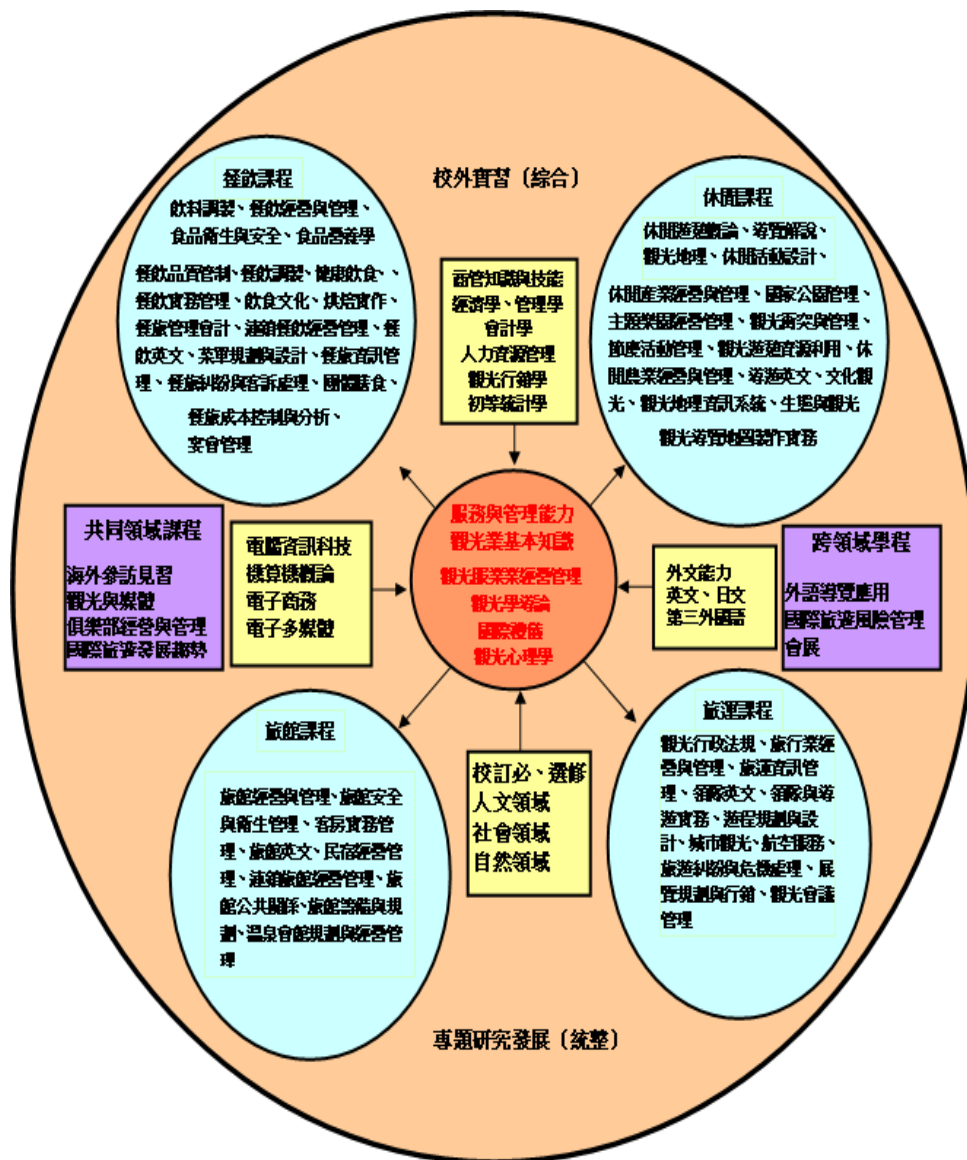 校外實習〔綜合〕
餐飲課程
飲料調製、餐飲經營與管理、
食品衛生與安全、食品營養學
餐飲品質管制、餐飲調製、健康飲食、、
餐飲實務管理、飲食文化、烘焙實作、
餐旅管理會計、連鎖餐飲經營管理、餐
飲英文、菜單規劃與設計、餐旅資訊管
理、餐旅糾紛與客訴處理、團體膳食、
餐旅成本控制與分析、
宴會管理
商管知識與技能
經濟學、管理學
會計學
人力資源管理
觀光行銷學
初等統計學
休閒課程
休閒遊憩概論、導覽解說、
觀光地理、休閒活動設計、
休閒產業經營與管理、國家公園管理、
主題樂園經營管理、觀光衝突與管理、
節慶活動管理、觀光遊憩資源利用、休
閒農業經營與管理、導遊英文、文化觀
光、觀光地理資訊系統、生態與觀光
觀光導覽地圖製作實務
共同領域課程
海外參訪見習
觀光與媒體
俱樂部經營與管理
國際旅遊發展趨勢
電腦資訊科技
機算機概論
電子商務
電子多媒體
服務與管理能力
觀光業基本知識
觀光服業業經營管理
觀光學導論
國際禮儀
觀光心理學
外文能力
英文、日文
第三外國語
跨領域學程
外語導覽應用
國際旅遊風險管理
會展
旅館課程
旅館經營與管理、旅館安全
與衛生管理、客房實務管
理、旅館英文、民宿經營管
理、連鎖旅館經營管理、旅
館公共關係、旅館籌備與規
劃、溫泉會館規劃與經營管
理
校訂必、選修
人文領域
社會領域
自然領域
旅運課程
觀光行政法規、旅行業經
營與管理、旅運資訊管
理、領隊英文、領隊與導
遊實務、遊程規劃與設
計、城市觀光、航空服務、
旅遊糾紛與危機處理、展
覽規劃與行銷、觀光會議
管理
專題研究發展〔統整〕